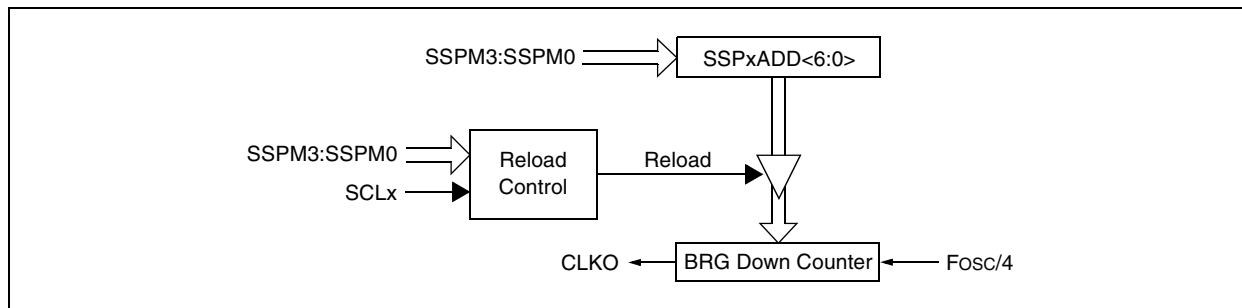 SSPM3:SSPM0
SSPxADD<6:0>
SSPM3:SSPM0
SCLx
Reload
Control
Reload
CLKO
BRG Down Counter
FOSC/4